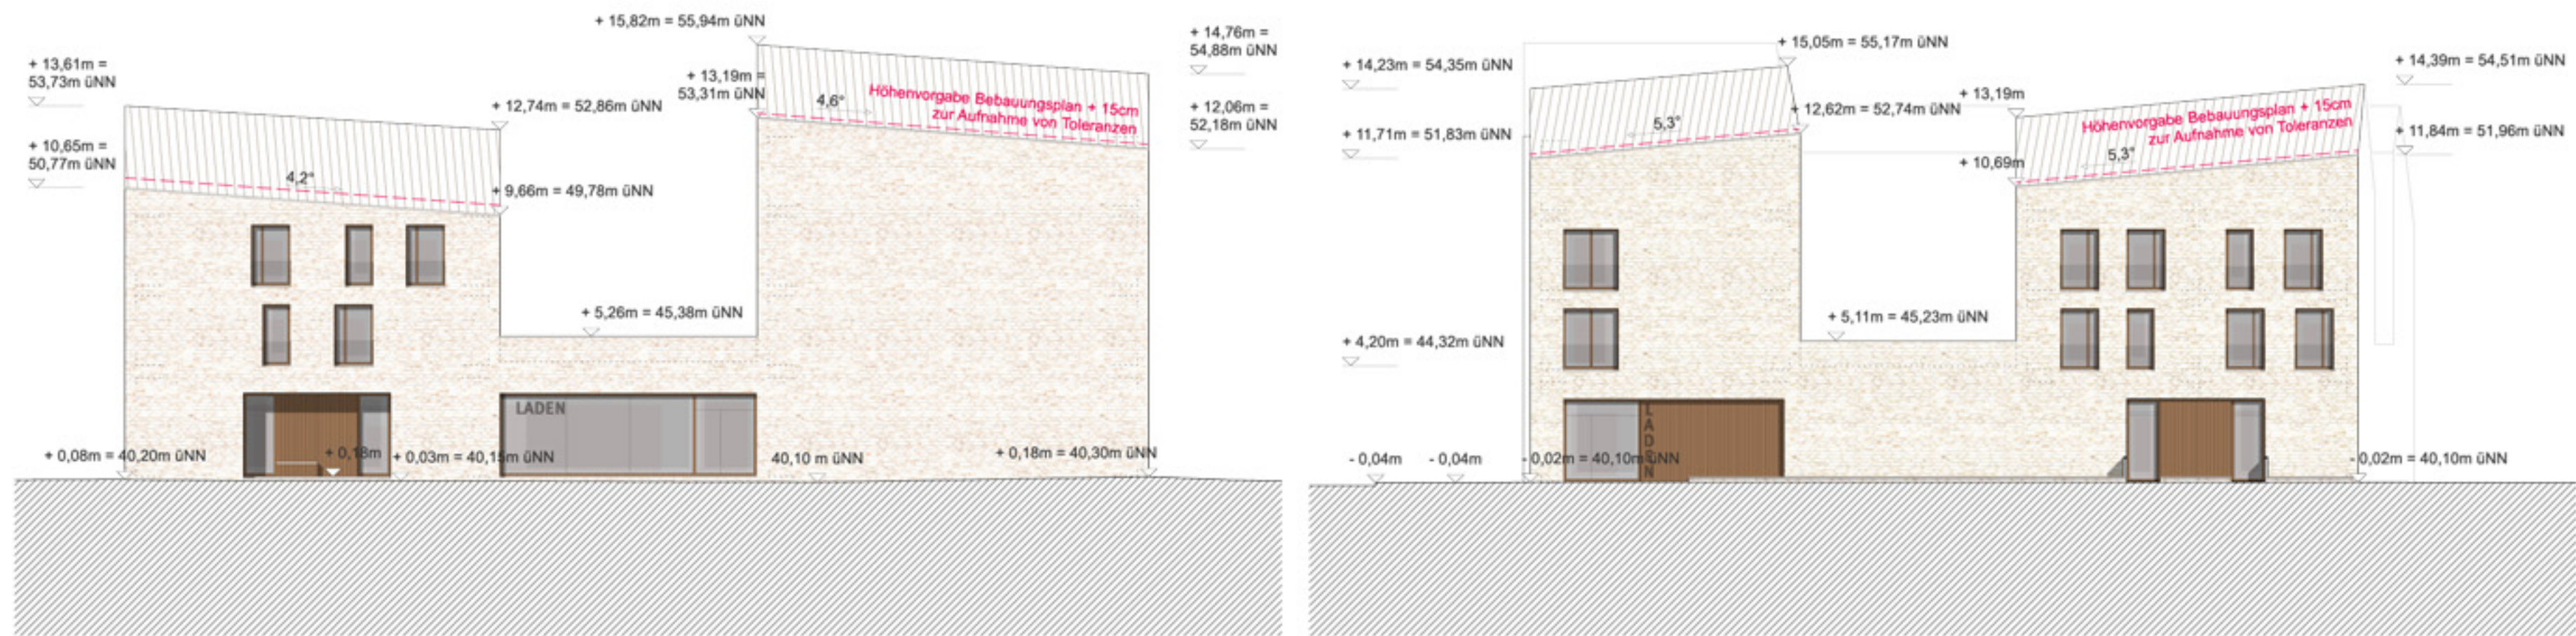 + 15,82m = 55,94m üNN
+ 13,61m =
53,73m üNN
+ 13,19m =
53,31m üNN
+ 14,76m =
54,88m üNN
+ 12,74m = 52,86m üNN
4,6°
Höhenvorgabe Bebauungsplan + 15cm
zur Aufnahme von Toleranzen
+ 12,06m =
52,18m üNN
+ 10,65m =
50,77m üNN
4,2°
+ 9,66m = 49,78m üNN
+ 5,26m = 45,38m üNN
LADEN
+ 0,08m = 40,20m üNN
+ 0,18m
+ 0,03m = 40,15m üNN
40,10 m üNN
+ 0,18m = 40,30m üNN
+ 15,05m = 55,17m üNN
+ 14,23m = 54,35m üNN
+ 14,39m = 54,51m üNN
+ 13,19m
+ 12,62m = 52,74m üNN
5,3°
Höhenvorgabe Bebauungsplan + 15cm
zur Aufnahme von Toleranzen
+ 11,71m = 51,83m üNN
+ 11,84m = 51,96m üNN
+ 10,69m
5,3°
+ 5,11m = 45,23m üNN
+ 4,20m = 44,32m üNN
LADEN
- 0,04m
- 0,04m
- 0,02m = 40,10m üNN
- 0,02m = 40,10m üNN